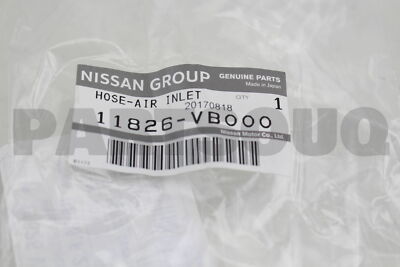 NISSAN GROUP GENUINE PARTS
Made in Japan
HOSE-AIR INLET QTY 1
20170818
11826-VB000
Nissan Motor Co., Ltd.
PARTSOUQ